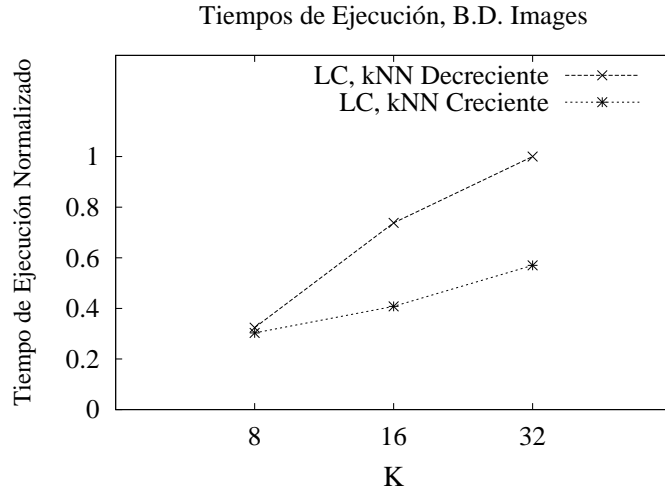 Tiempos de Ejecución, B.D. Images
LC, kNN Decreciente
LC, kNN Creciente
Tiempo de Ejecución Normalizado
1
0.8
0.6
0.4
0.2
0
8 16 32
K